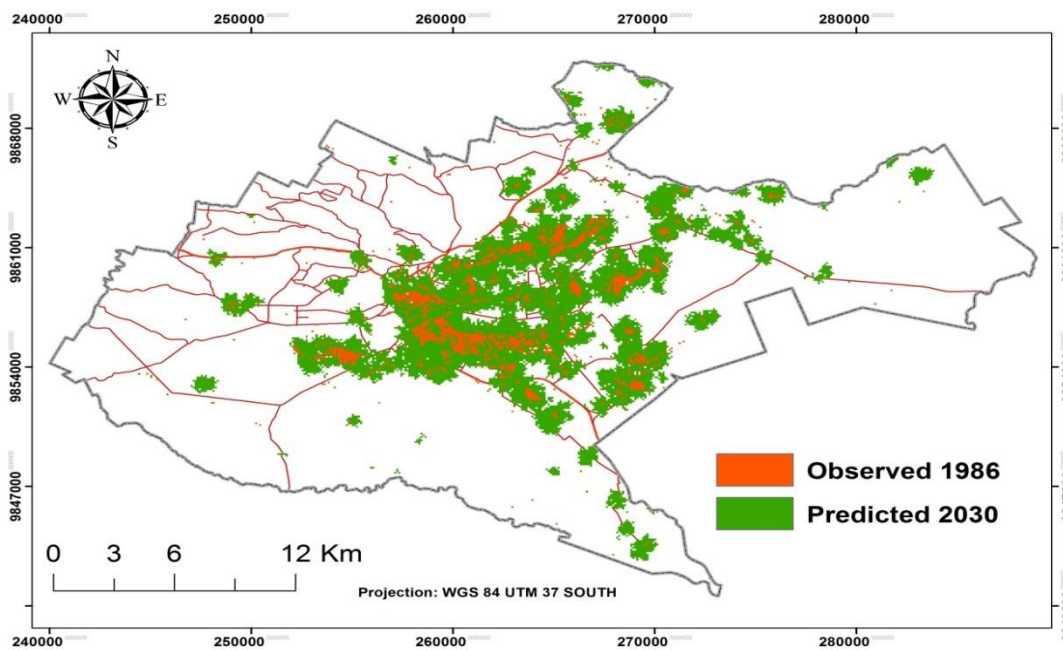 240000 250000 260000 270000 280000
N
W E
S
9868000
9861000
9854000
9847000
Observed 1986
Predicted 2030
0 3 6 12 Km
Projection: WGS 84 UTM 37 SOUTH
240000 250000 260000 270000 280000